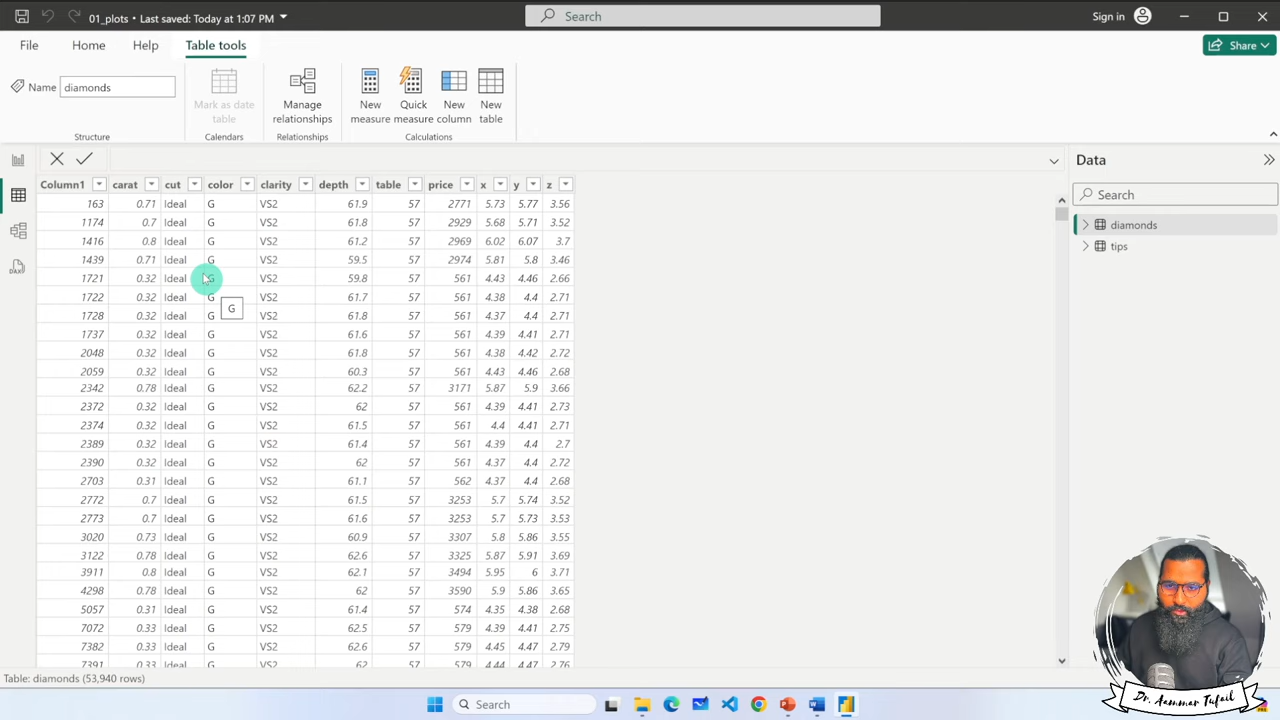 01_plots • Last saved: Today at 1:07 PM
Search
Sign in
File Home Help Table tools
Share
Name diamonds
Mark as date table
Manage relationships
New measure
Quick measure
New column
New table
Structure Calendars Relationships Calculations
Data
Search
diamonds
tips
Column1 carat cut color clarity depth table price x y z
163 0.71 Ideal G VS2 61.9 57 2771 5.73 5.77 3.56
1174 0.7 Ideal G VS2 61.8 57 2929 5.68 5.71 3.52
1416 0.8 Ideal G VS2 61.2 57 2969 6.02 6.07 3.7
1439 0.71 Ideal G VS2 59.5 57 2974 5.81 5.8 3.46
1721 0.32 Ideal G VS2 59.8 57 561 4.43 4.46 2.66
1722 0.32 Ideal G VS2 61.7 57 561 4.38 4.4 2.71
G
1728 0.32 Ideal G VS2 61.8 57 561 4.37 4.4 2.71
1737 0.32 Ideal G VS2 61.6 57 561 4.39 4.41 2.71
2048 0.32 Ideal G VS2 61.8 57 561 4.38 4.42 2.72
2059 0.32 Ideal G VS2 60.3 57 561 4.43 4.46 2.68
2342 0.78 Ideal G VS2 62.2 57 3171 5.87 5.9 3.66
2372 0.32 Ideal G VS2 62 57 561 4.39 4.41 2.73
2374 0.32 Ideal G VS2 61.5 57 561 4.4 4.41 2.71
2389 0.32 Ideal G VS2 61.4 57 561 4.39 4.4 2.7
2390 0.32 Ideal G VS2 62 57 561 4.37 4.4 2.72
2703 0.31 Ideal G VS2 61.1 57 562 4.37 4.4 2.68
2772 0.7 Ideal G VS2 61.5 57 3253 5.7 5.74 3.52
2773 0.7 Ideal G VS2 61.6 57 3253 5.7 5.73 3.53
3020 0.73 Ideal G VS2 60.9 57 3307 5.8 5.86 3.55
3122 0.78 Ideal G VS2 62.6 57 3325 5.87 5.91 3.69
3911 0.8 Ideal G VS2 62.1 57 3494 5.95 6 3.71
4298 0.78 Ideal G VS2 62 57 3590 5.9 5.86 3.65
5057 0.31 Ideal G VS2 61.4 57 574 4.35 4.38 2.68
7072 0.33 Ideal G VS2 62.5 57 579 4.39 4.41 2.75
7382 0.33 Ideal G VS2 62.6 57 579 4.45 4.47 2.79
7391 0.33 Ideal G VS2 62 57 579 4.44 4.47 2.76
Table: diamonds (53,940 rows)
Dr. Aammar Tufail
Search